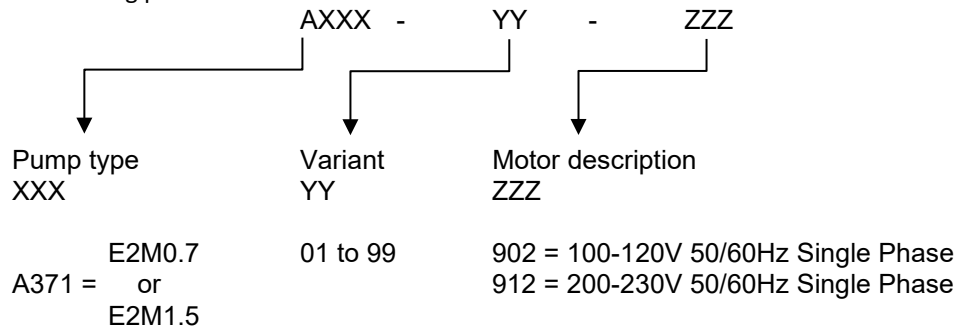 AXXX - YY - ZZZ
Pump type Variant Motor description
XXX YY ZZZ
E2M0.7 01 to 99 902 = 100-120V 50/60Hz Single Phase
A371 = or 912 = 200-230V 50/60Hz Single Phase
E2M1.5